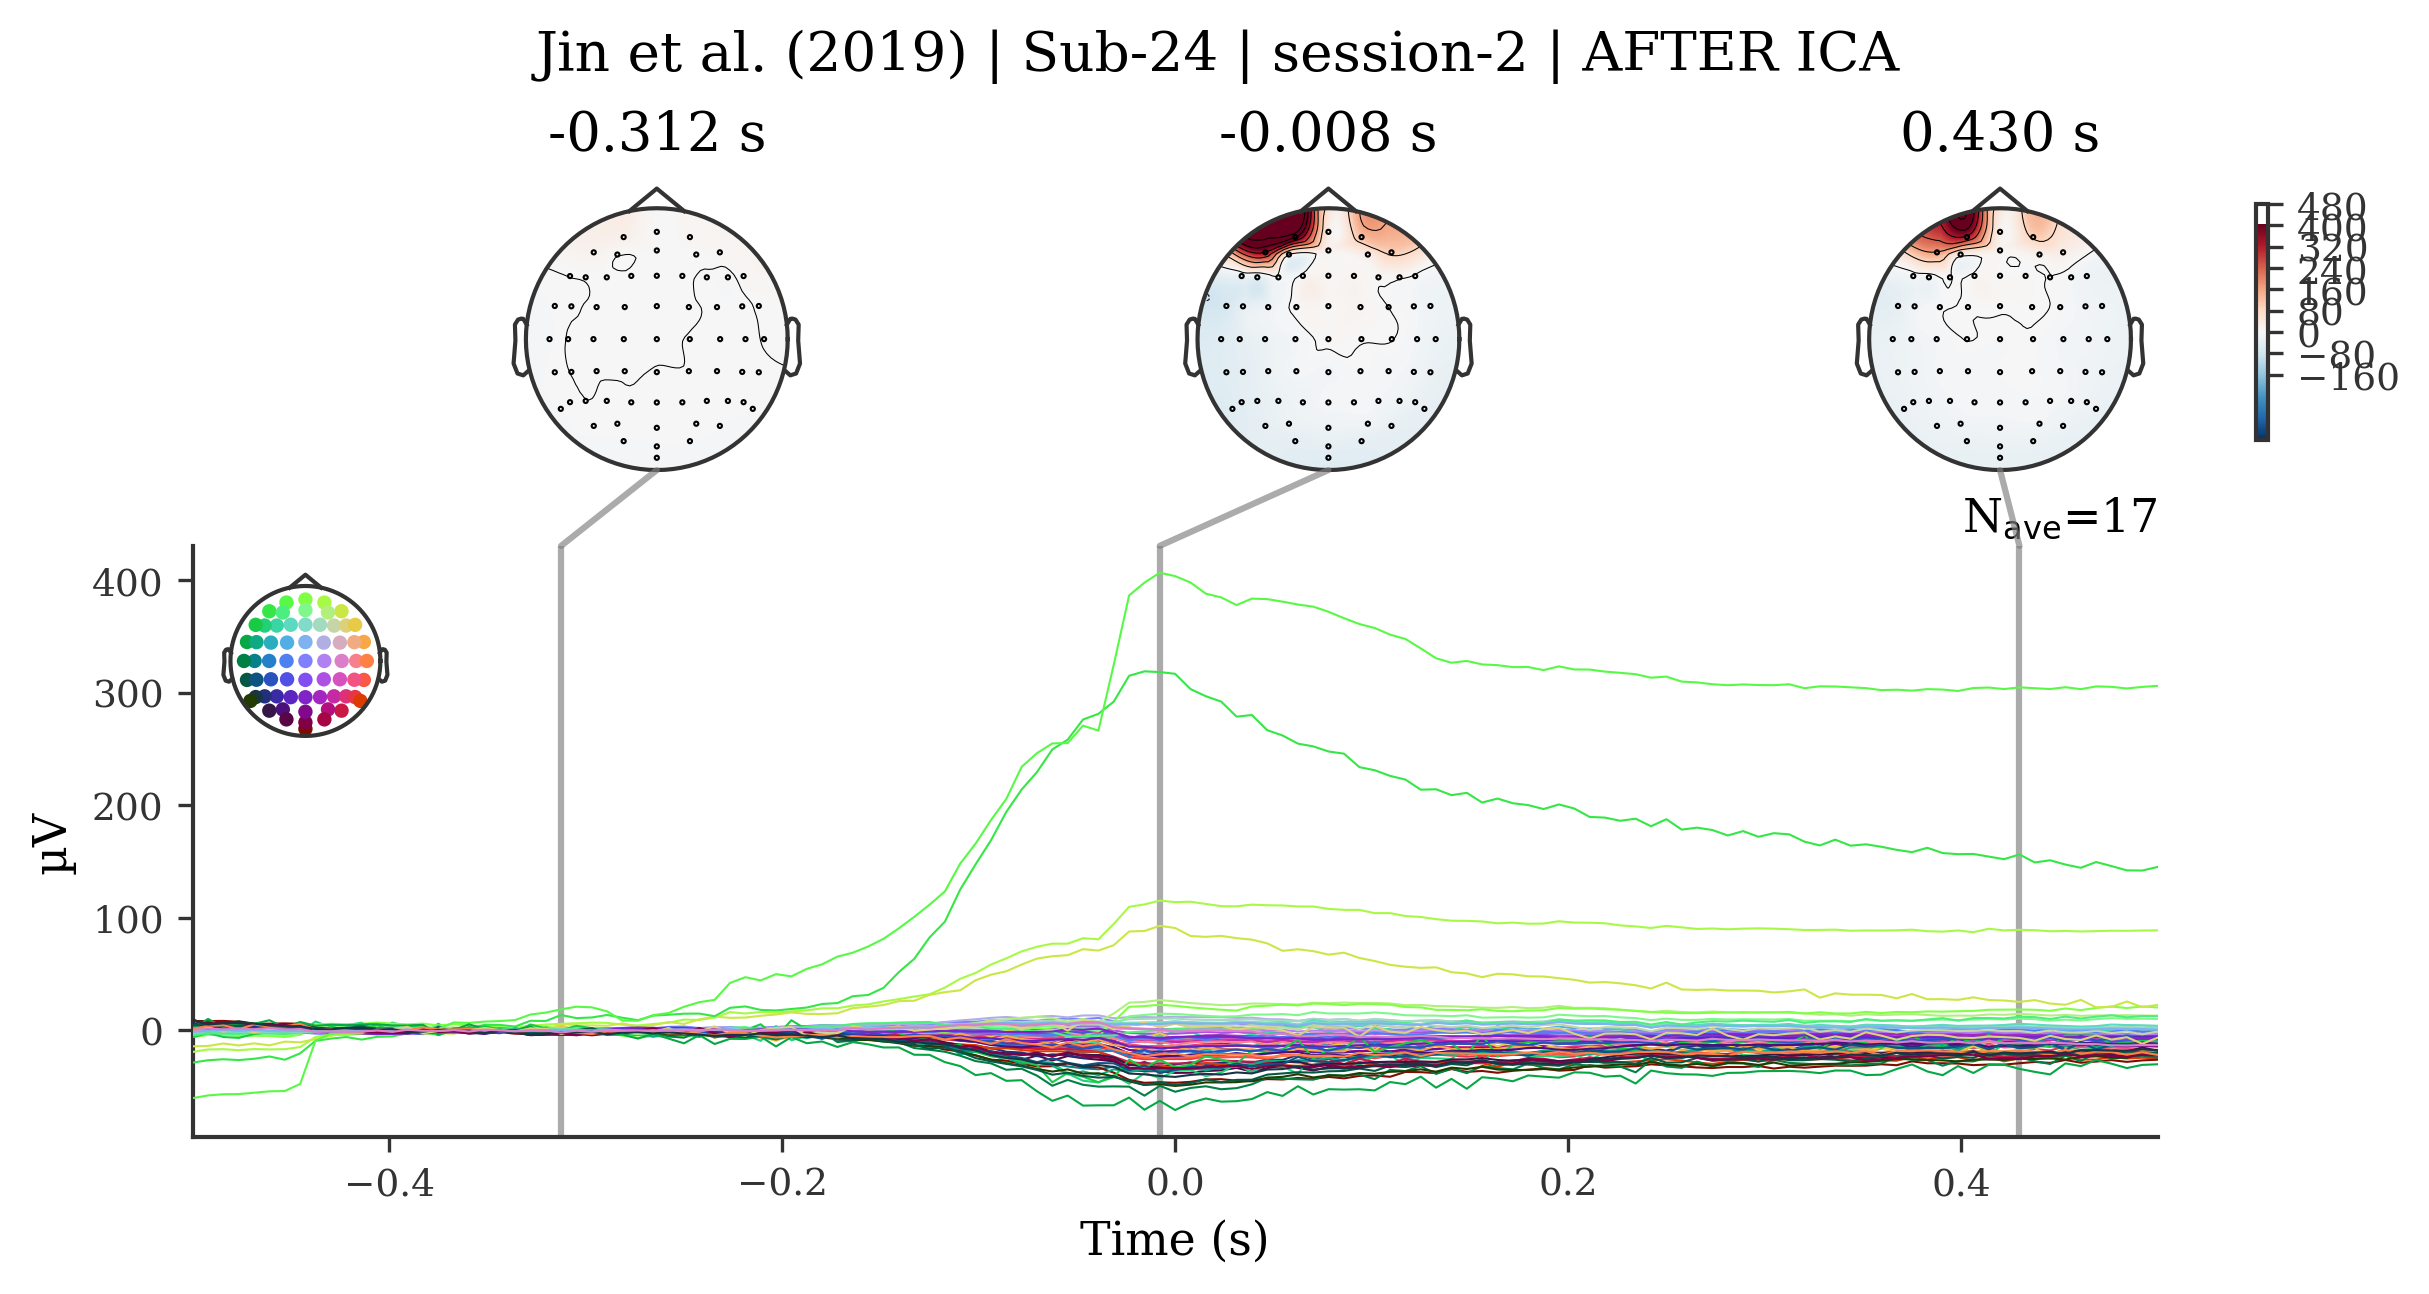 Jin et al. (2019) | Sub-24 | session-2 | AFTER ICA
-0.312 s
-0.008 s
0.430 s
480
400
320
240
160
80
0
−80
−160
Nave=17
400
300
200
100
0
µV
−0.4
−0.2
0.0
0.2
0.4
Time (s)